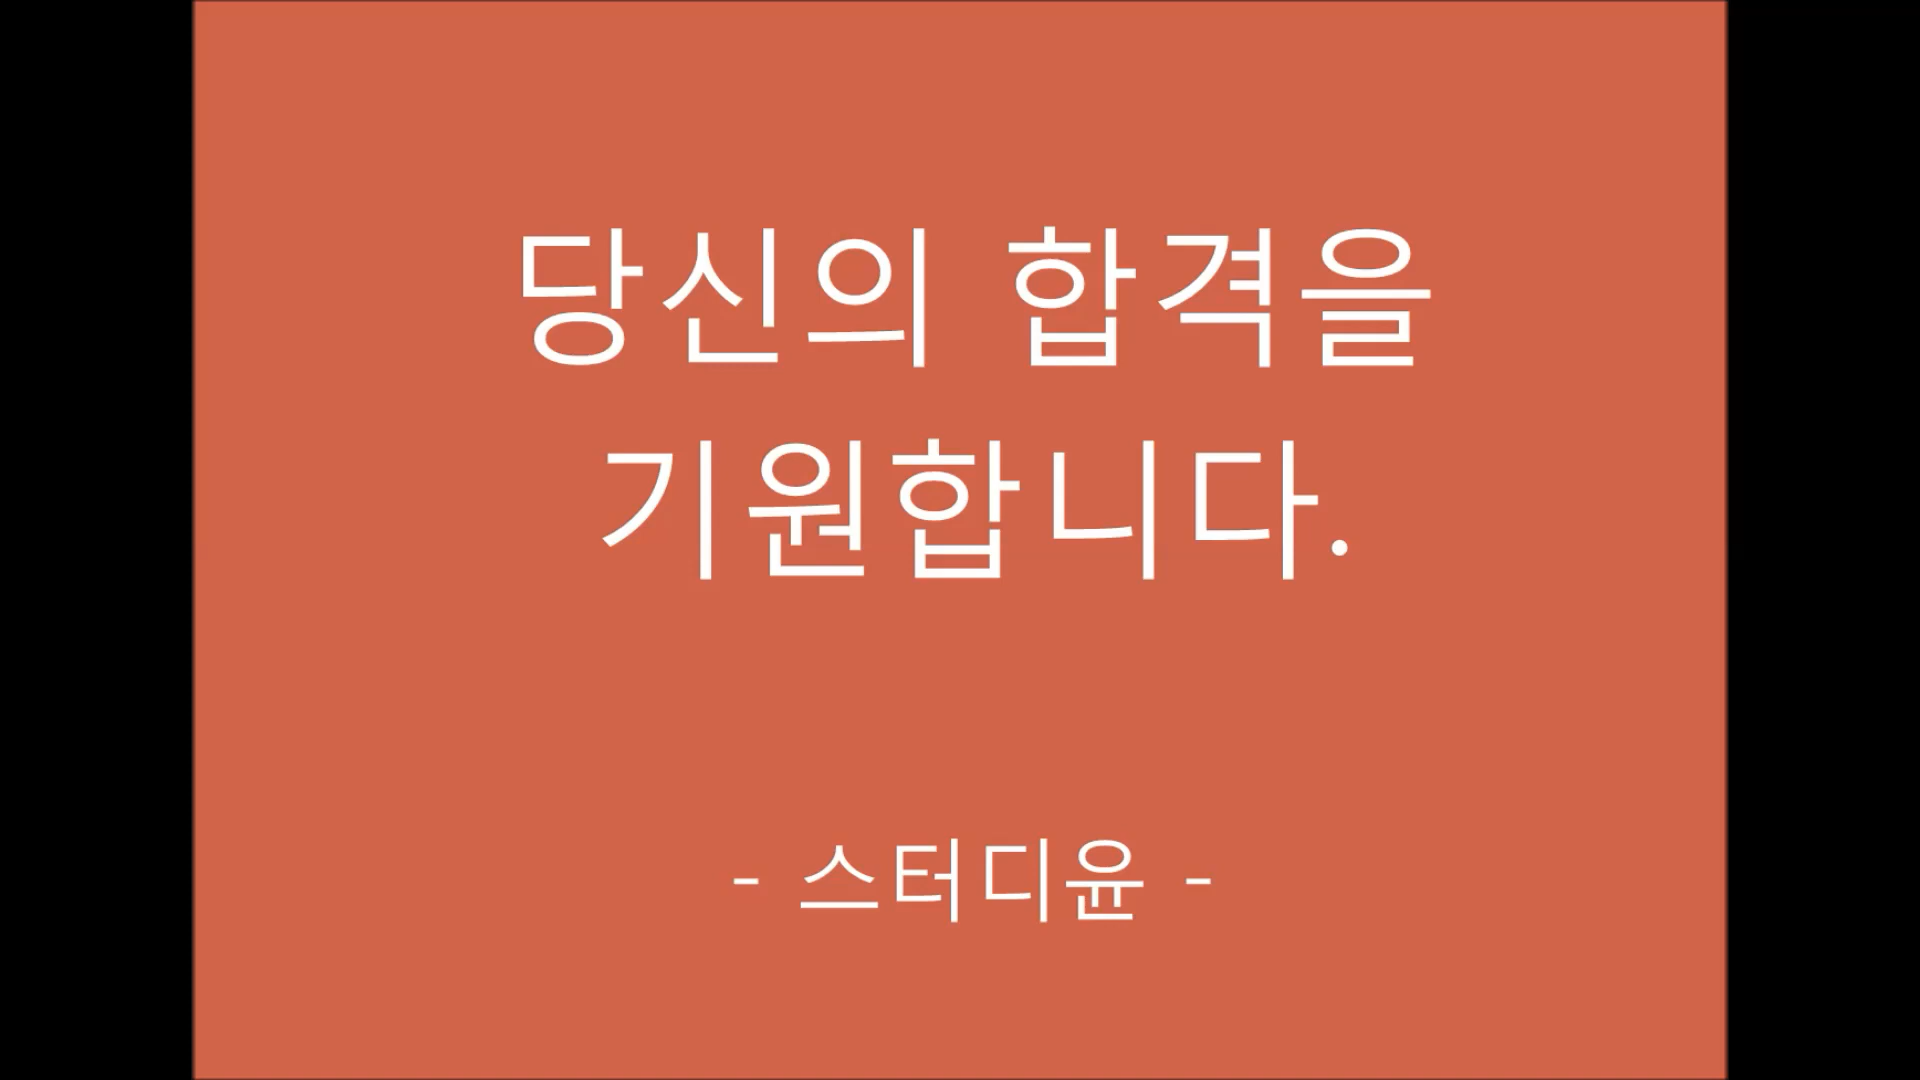 당신의 합격을
기원합니다.
- 스터디윤 -